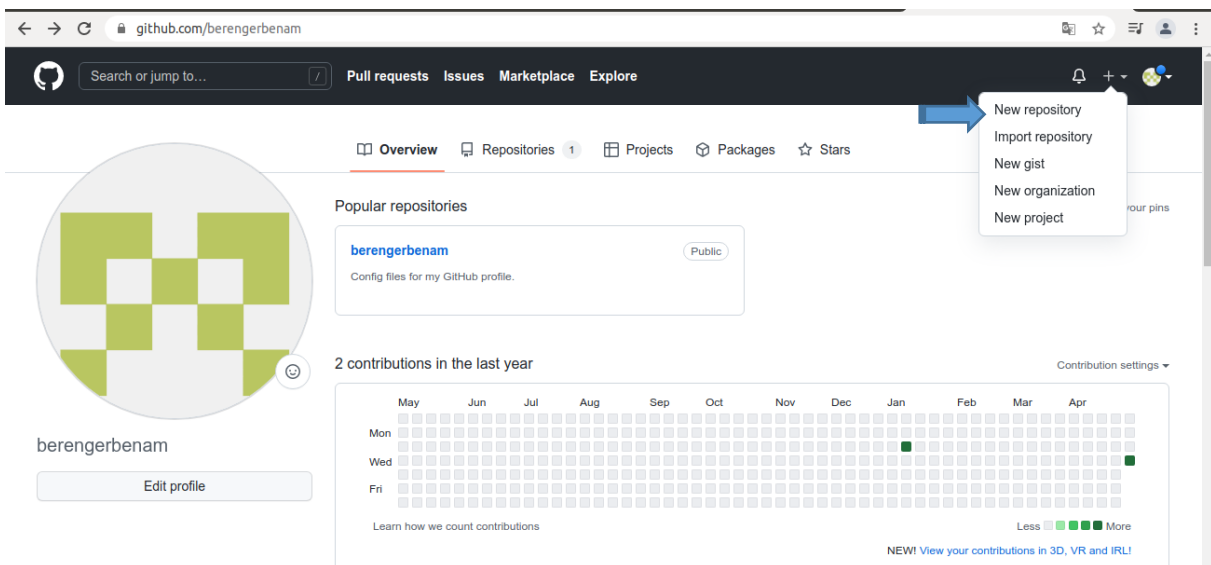 github.com/berengerbenam
Search or jump to... / Pull requests Issues Marketplace Explore
New repository
Import repository
New gist
New organization
New project
Overview Repositories 1 Projects Packages Stars
Popular repositories your pins
berengerbenam Public
Config files for my GitHub profile.
2 contributions in the last year Contribution settings
May Jun Jul Aug Sep Oct Nov Dec Jan Feb Mar Apr
Mon
Wed
Fri
Learn how we count contributions Less More
NEW! View your contributions in 3D, VR and IRL!
berengerbenam
Edit profile